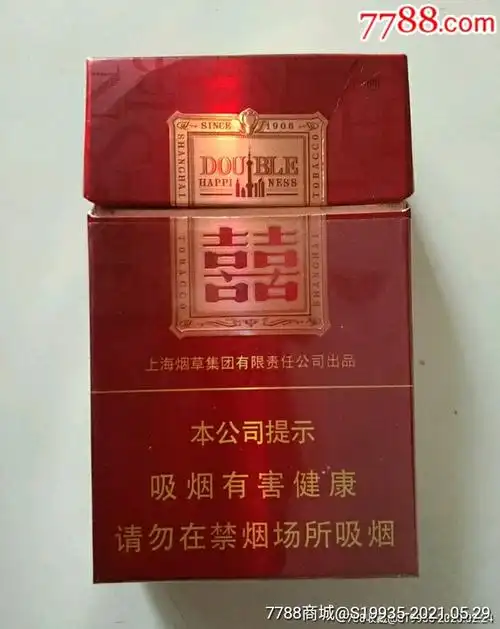 7788.com
SINCE 1906
SHANGHAI
DOUBLE
HAPPINESS
TOBACCO
TOBACCO
囍
SHANGHAI
上海烟草集团有限责任公司出品
本公司提示
吸烟有害健康
请勿在禁烟场所吸烟
7788商城@S19935-2021.05.29